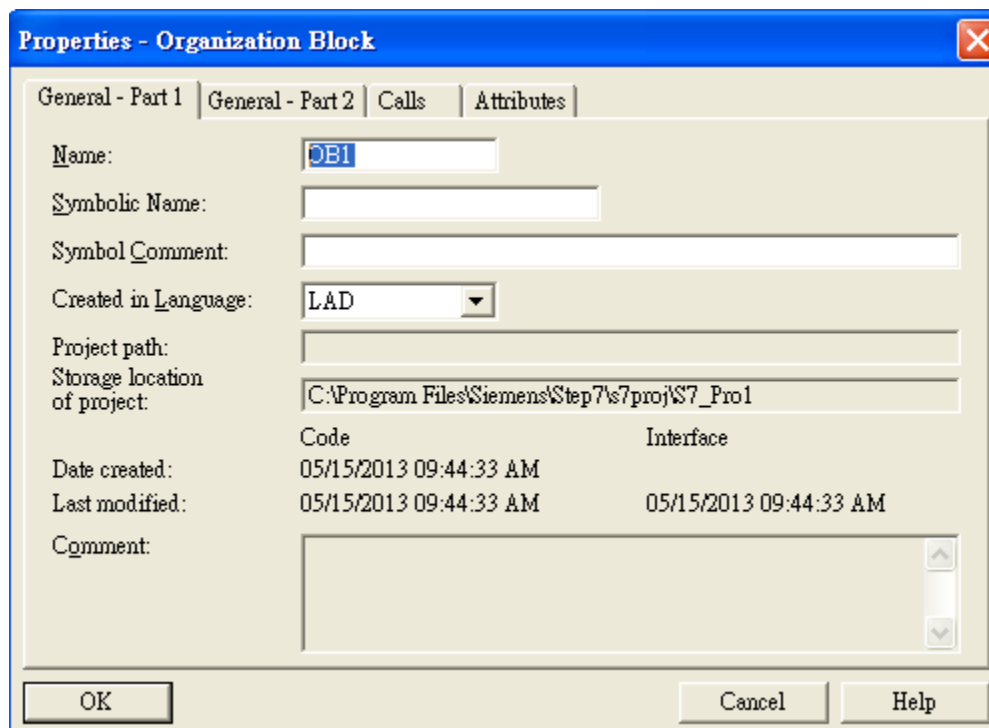 Properties - Organization Block
General - Part 1 General - Part 2 Calls Attributes
Name: OB1
Symbolic Name:
Symbol Comment:
Created in Language: LAD
Project path:
Storage location
of project: C:\Program Files\Siemens\Step7\s7proj\S7_Pro1
Code Interface
Date created: 05/15/2013 09:44:33 AM
Last modified: 05/15/2013 09:44:33 AM 05/15/2013 09:44:33 AM
Comment:
OK Cancel Help